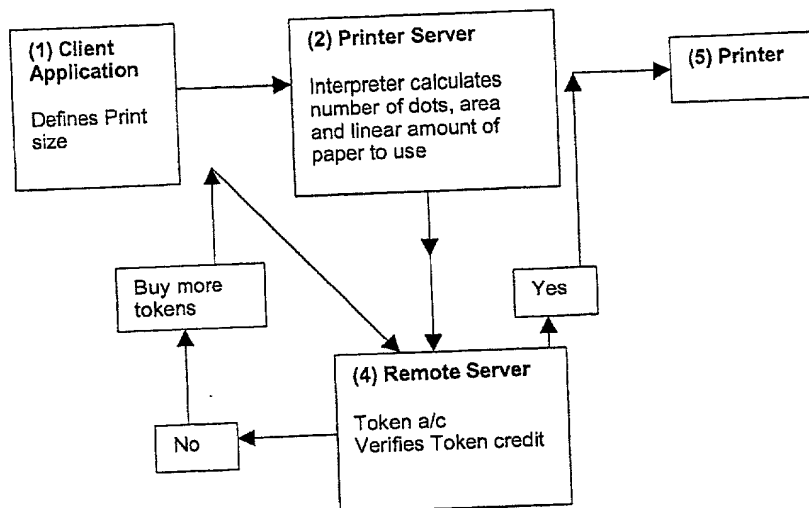 (1) Client
Application
Defines Print
size
(2) Printer Server
Interpreter calculates
number of dots, area
and linear amount of
paper to use
(5) Printer
Buy more
tokens
Yes
(4) Remote Server
Token a/c
Verifies Token credit
No